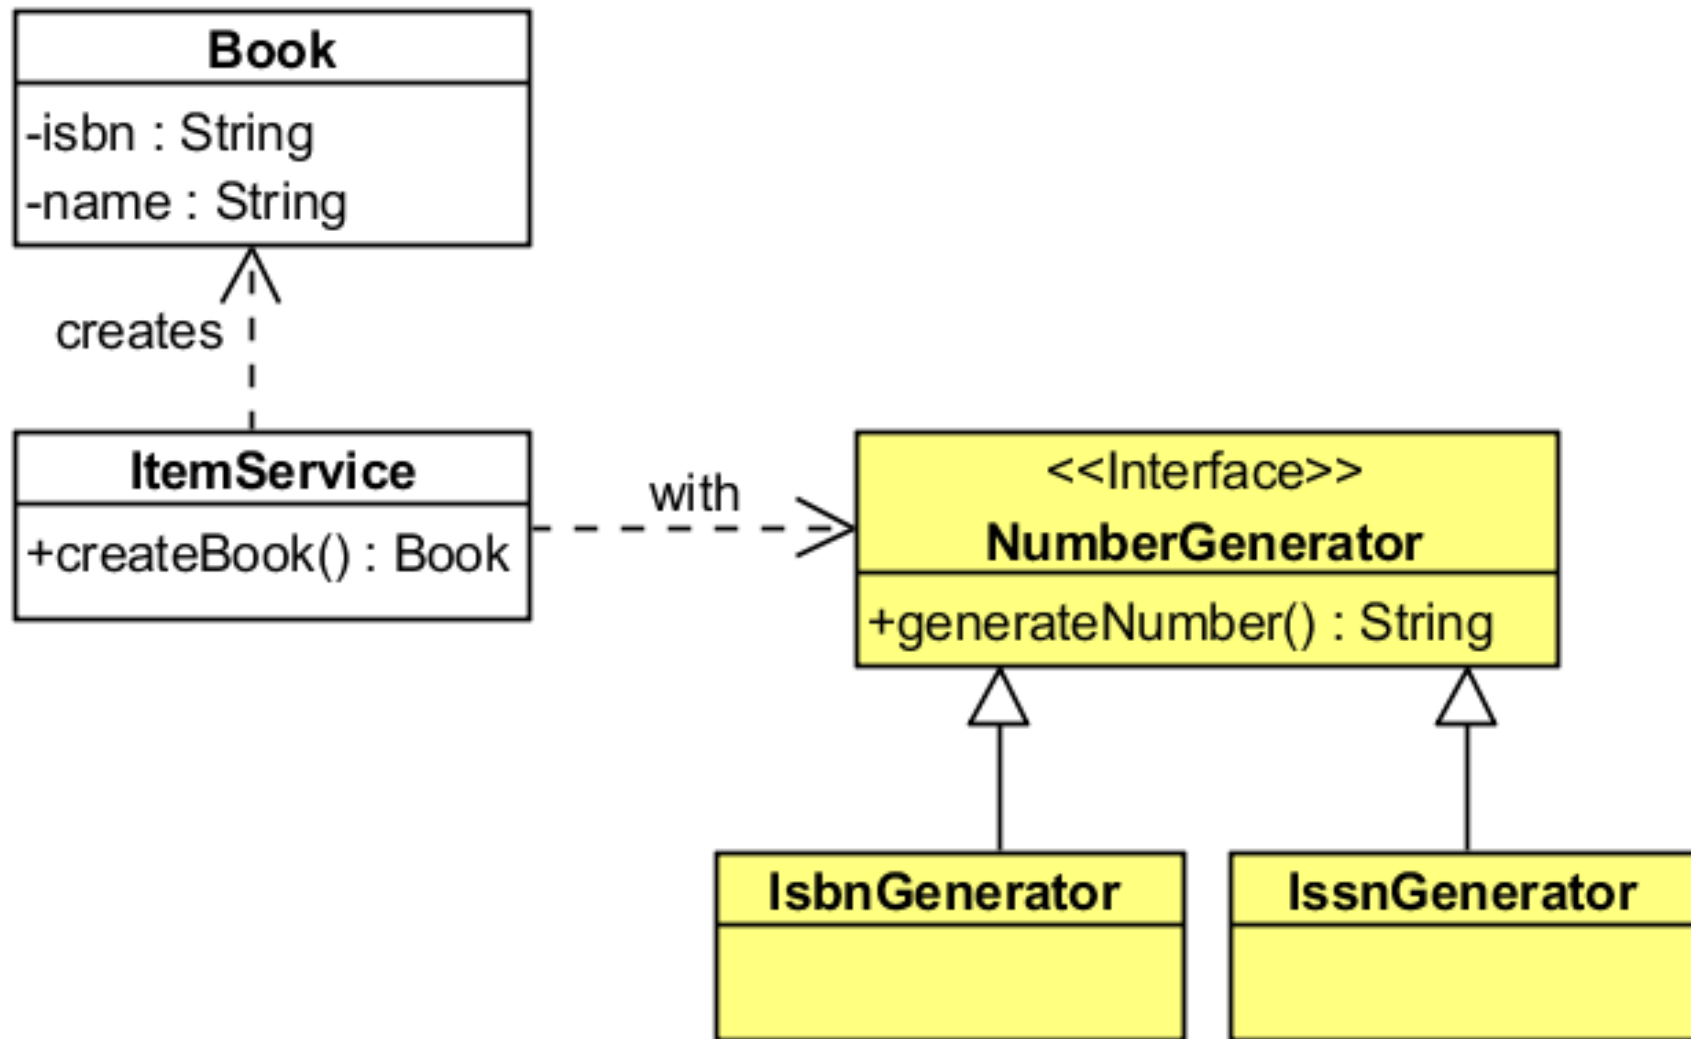 Book
-isbn : String
-name : String
creates
ItemService
+createBook() : Book
with
<<Interface>>
NumberGenerator
+generateNumber() : String
IsbnGenerator
IssnGenerator